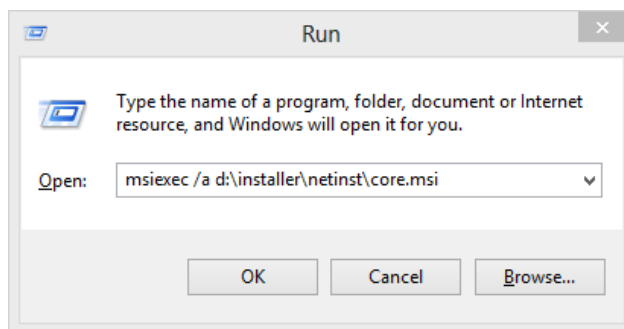 Run
Type the name of a program, folder, document or Internet
resource, and Windows will open it for you.
Open: msiexec /a d:\installer\netinst\core.msi
OK Cancel Browse...